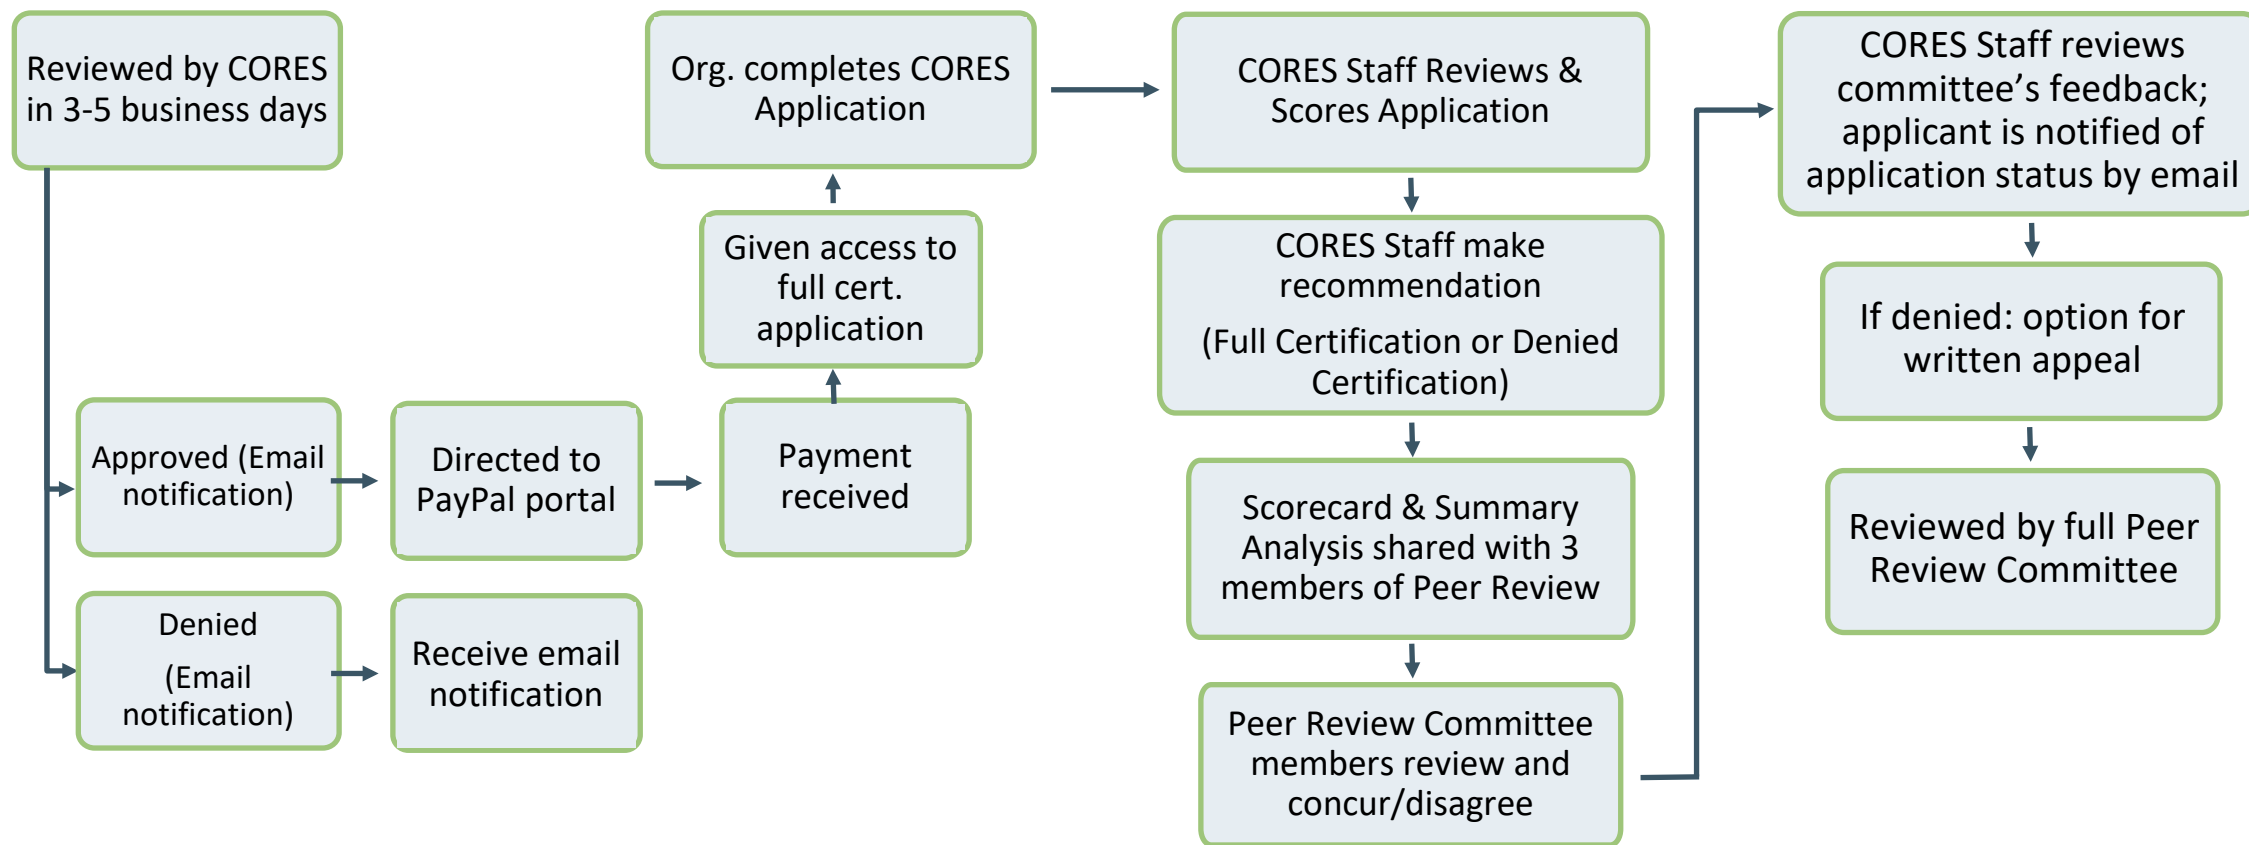 Reviewed by CORES
in 3-5 business days
Approved (Email
notification)
Directed to
PayPal portal
Payment
received
Denied
(Email
notification)
Receive email
notification
Given access to
full cert.
application
Org. completes CORES
Application
CORES Staff Reviews &
Scores Application
CORES Staff make
recommendation
(Full Certification or Denied
Certification)
Scorecard & Summary
Analysis shared with 3
members of Peer Review
Peer Review Committee
members review and
concur/disagree
CORES Staff reviews
committee’s feedback;
applicant is notified of
application status by email
If denied: option for
written appeal
Reviewed by full Peer
Review Committee